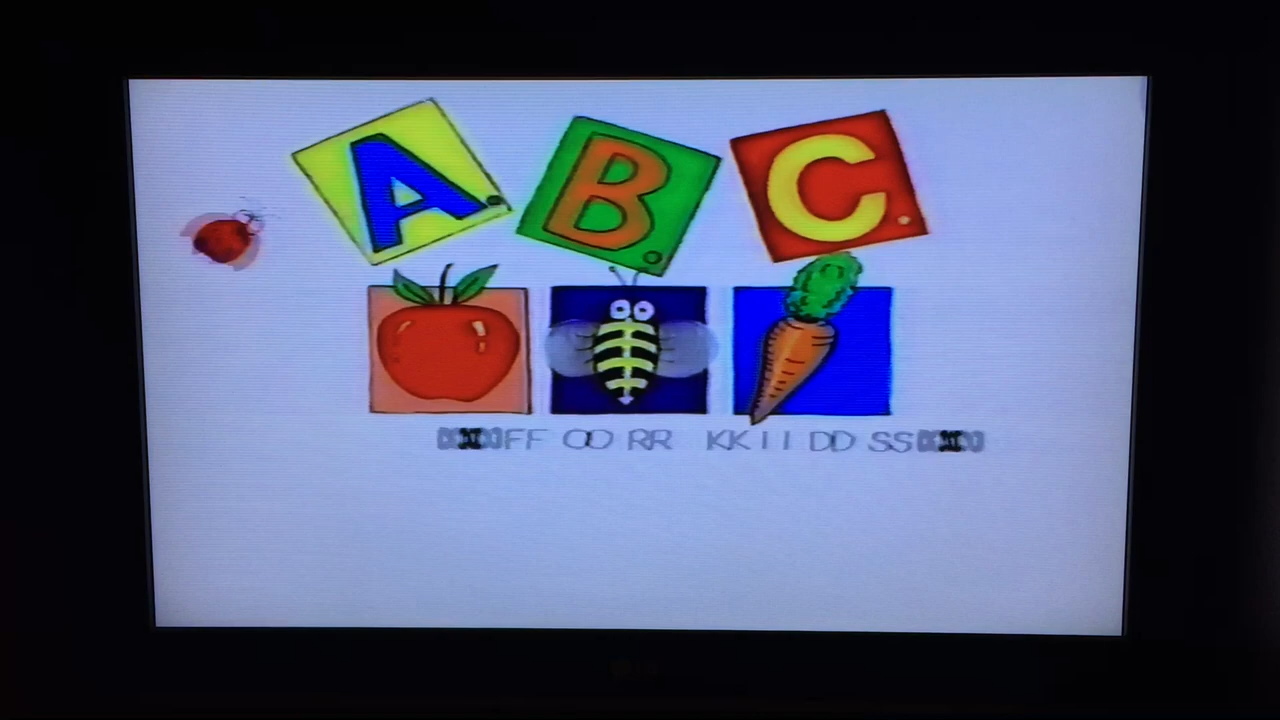 A. B. C.
FF OO RR KK I I DD SS